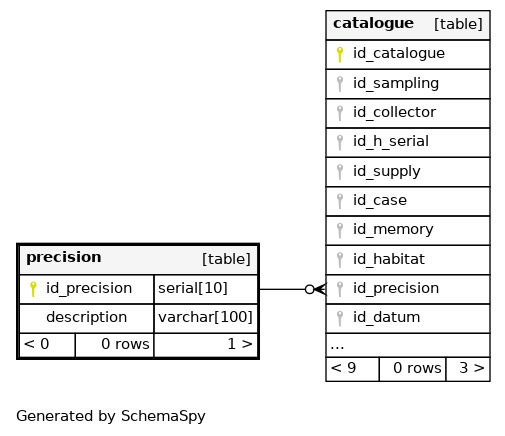 catalogue [table]
id_catalogue
id_sampling
id_collector
id_h_serial
id_supply
id_case
id_memory
id_habitat
id_precision
id_datum
...
< 9 0 rows 3 >
precision [table]
id_precision serial[10]
description varchar[100]
< 0 0 rows 1 >
Generated by SchemaSpy